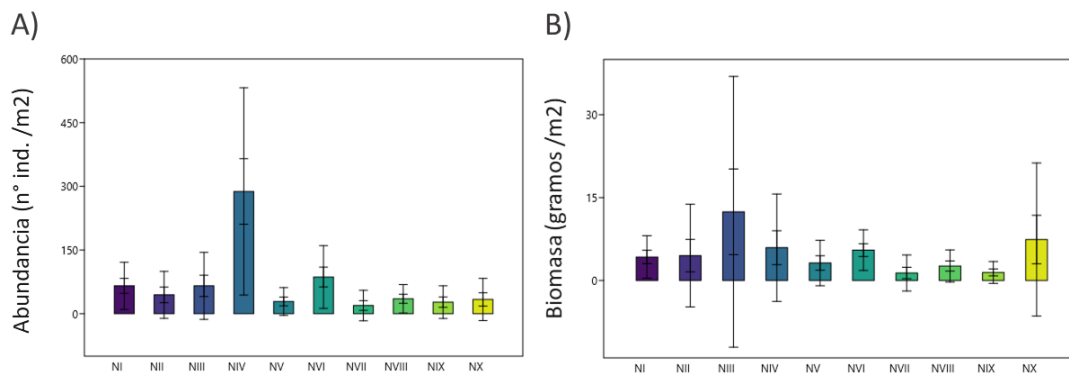 A)
Abundancia (n° ind. /m2)
600
450
300
150
0
NI NII NIII NIV NV NVI NVII NVIII NIX NX
B)
Biomasa (gramos /m2)
30
15
0
NI NII NIII NIV NV NVI NVII NVIII NIX NX